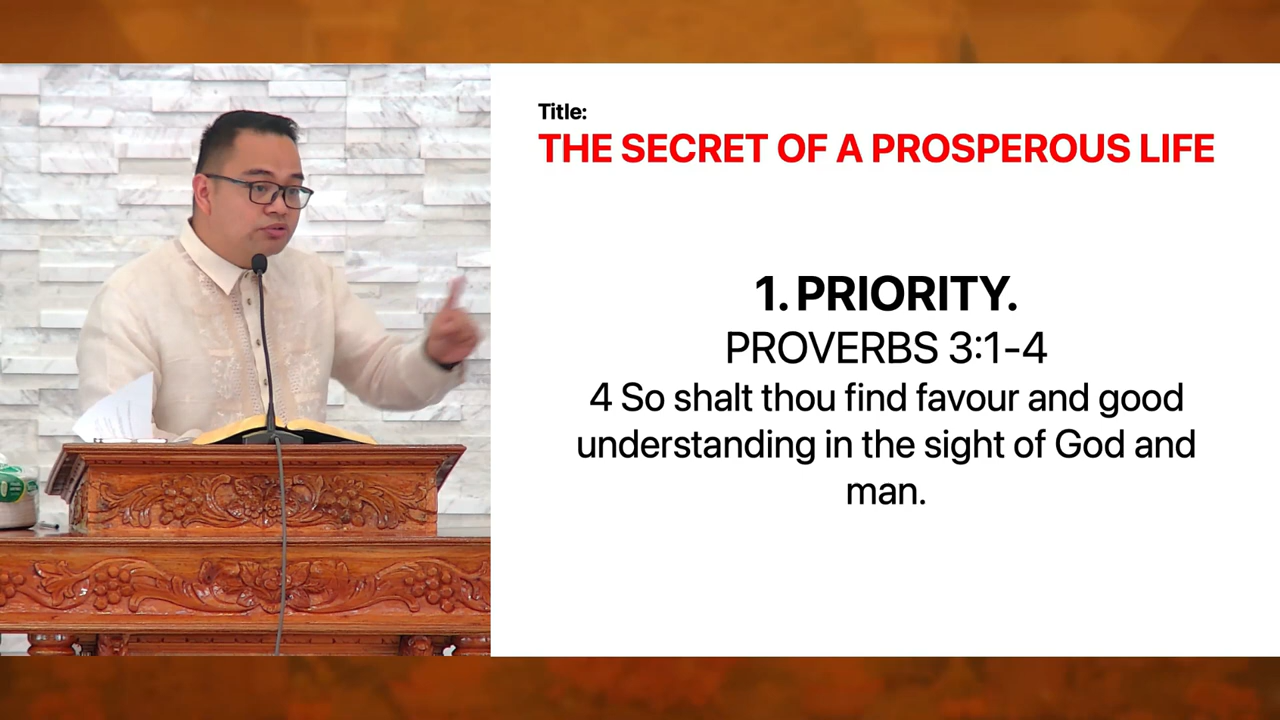 Title:
THE SECRET OF A PROSPEROUS LIFE
1. PRIORITY.
PROVERBS 3:1-4
4 So shalt thou find favour and good
understanding in the sight of God and
man.